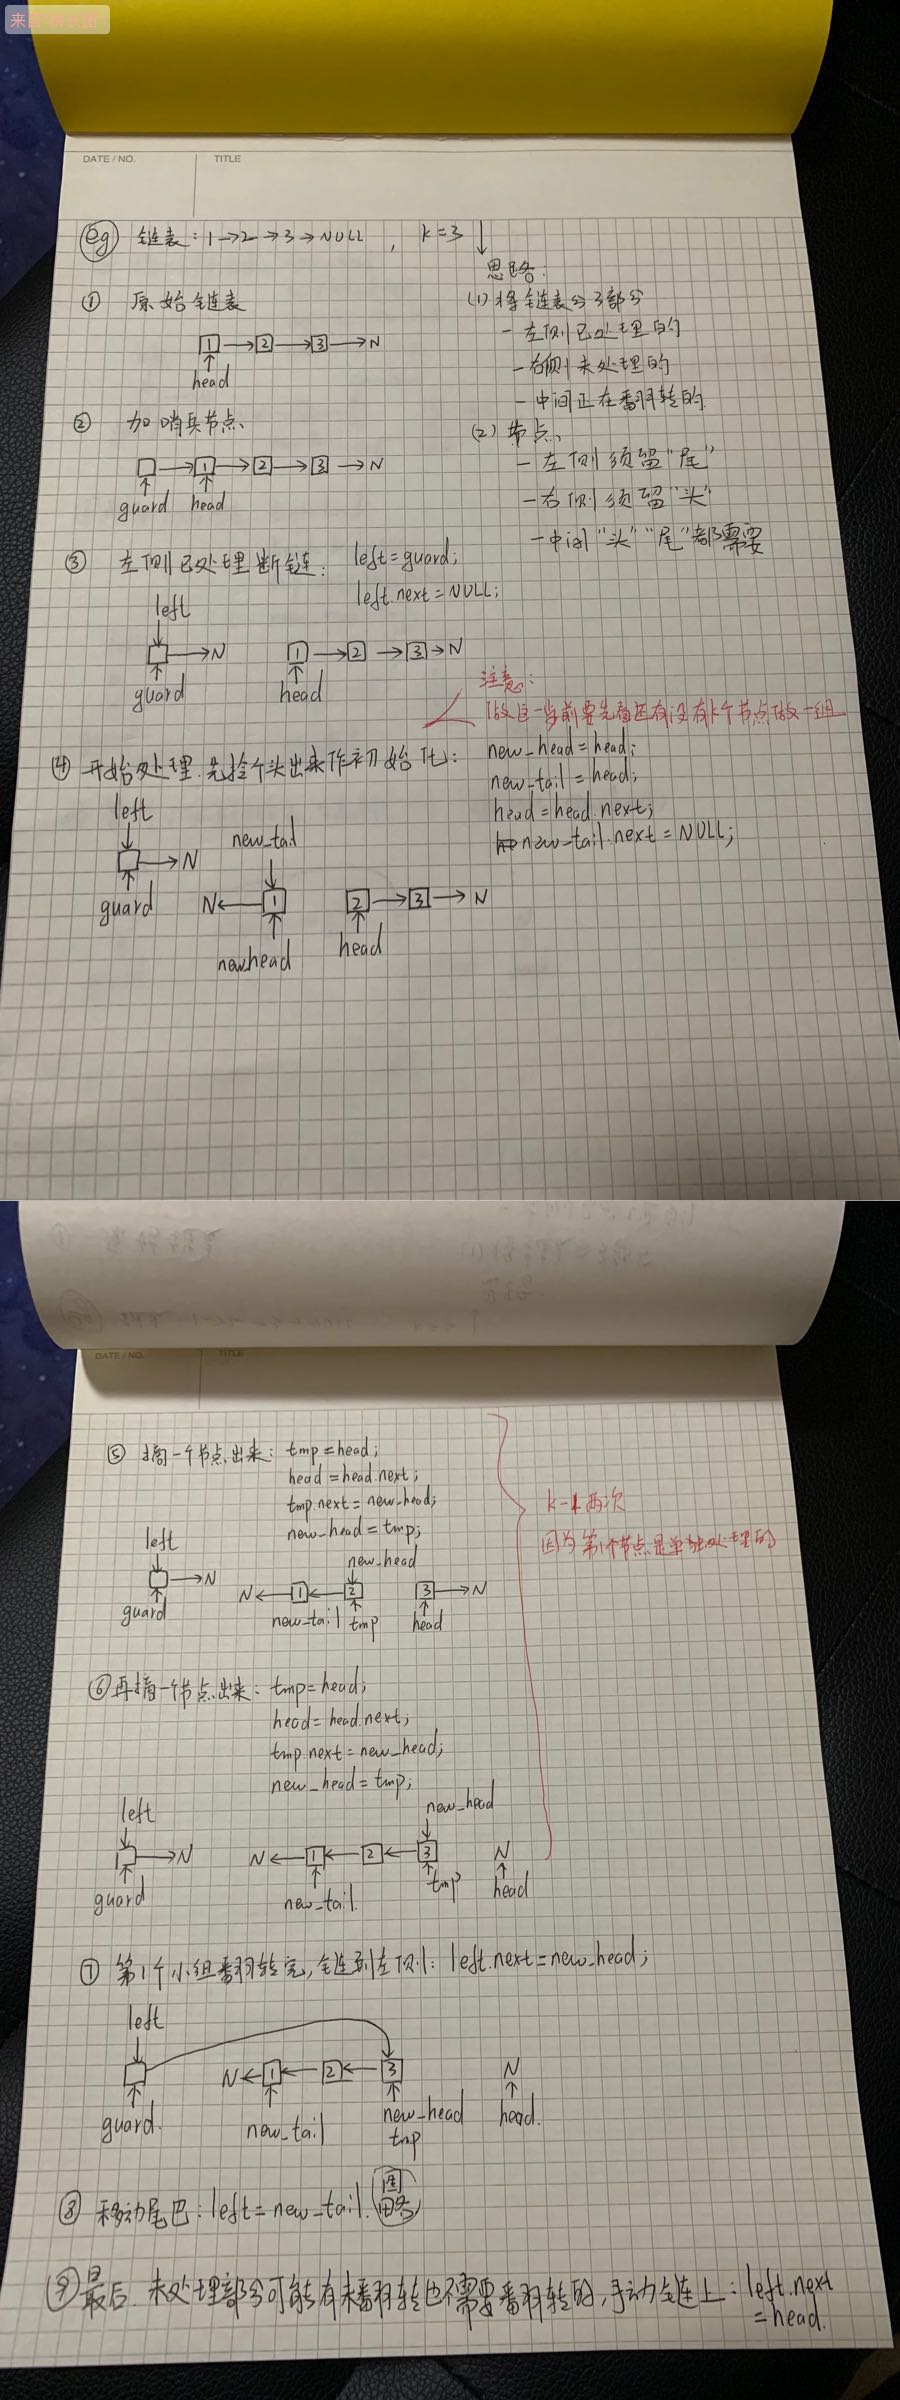 DATE / NO.
TITLE
eg 链表：1→2→3→NULL ， k=3 ↓
思路：
(1) 将链表分3部分
- 左侧已处理的
- 右侧未处理的
- 中间正在翻转的
(2) 节点
- 左侧须留"尾"
- 右侧须留"头"
- 中间"头""尾"都需要
① 原始链表
1 → 2 → 3 → N
head
② 加哨兵节点
1 → 2 → 3 → N
guard head
③ 左侧已处理断链： left=guard;
left.next=NULL;
left
→N 1 → 2 → 3 → N
guard head
注意：
做这一步前要先看还有没有k个节点做一组
④ 开始处理.先捡个头出来作初始化：
new_head=head;
new_tail=head;
head=head.next;
new_tail.next=NULL;
left new_tail
→N N← 1 2 → 3 → N
guard newhead head
DATE / NO.
TITLE
⑤ 摘一个节点出来： tmp=head;
head=head.next;
tmp.next=new_head;
new_head=tmp;
k-1两次
因为第1个节点是单独处理的
left new_head
→N N← 1 ← 2 3 → N
guard new_tail tmp head
⑥ 再摘一个节点出来： tmp=head;
head=head.next;
tmp.next=new_head;
new_head=tmp;
left new_head
→N N← 1 ← 2 ← 3 N
guard new_tail. tmp head
⑦ 第1个小组翻转完，链到左侧：left.next=new_head;
left
N← 1 ← 2 ← 3 N
guard. new_tail new_head head.
tmp
⑧ 移动尾巴：left=new_tail. (图略)
⑨ 最后.未处理部分可能有未翻转也不需要翻转的，手动链上：left.next
=head.